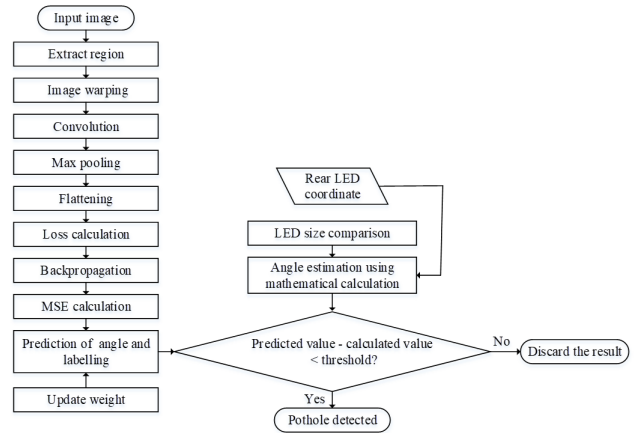 Input image
Extract region
Image warping
Convolution
Max pooling
Flattening
Loss calculation
Backpropagation
MSE calculation
Prediction of angle and
labelling
Update weight
Rear LED
coordinate
LED size comparison
Angle estimation using
mathematical calculation
Predicted value - calculated value
< threshold?
No
Discard the result
Yes
Pothole detected